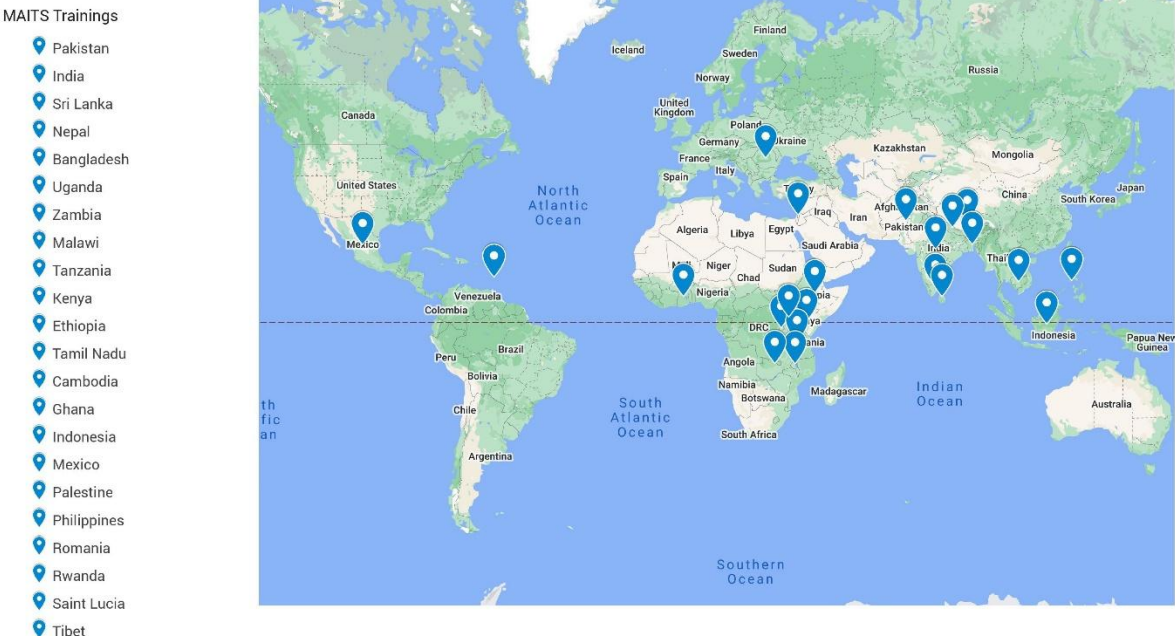 MAITS Trainings
Pakistan
India
Sri Lanka
Nepal
Bangladesh
Uganda
Zambia
Malawi
Tanzania
Kenya
Ethiopia
Tamil Nadu
Cambodia
Ghana
Indonesia
Mexico
Palestine
Philippines
Romania
Rwanda
Saint Lucia
Tibet
Finland
Iceland
Sweden
Norway
Russia
Canada
United
Kingdom
Poland
Germany
Ukraine
France
Kazakhstan
Mongolia
Italy
Spain
United States
North
Atlantic
Ocean
China
Japan
South Korea
Iraq
Iran
Pakistan
Algeria
Libya
Egypt
Saudi Arabia
India
Mexico
Niger
Sudan
Chad
Nigeria
Venezuela
Colombia
DRC
Indonesia
Papua New
Guinea
Peru
Brazil
Angola
Bolivia
Namibia
Botswana
Madagascar
Indian
Ocean
Australia
Chile
South
Atlantic
Ocean
South Africa
Argentina
Southern
Ocean